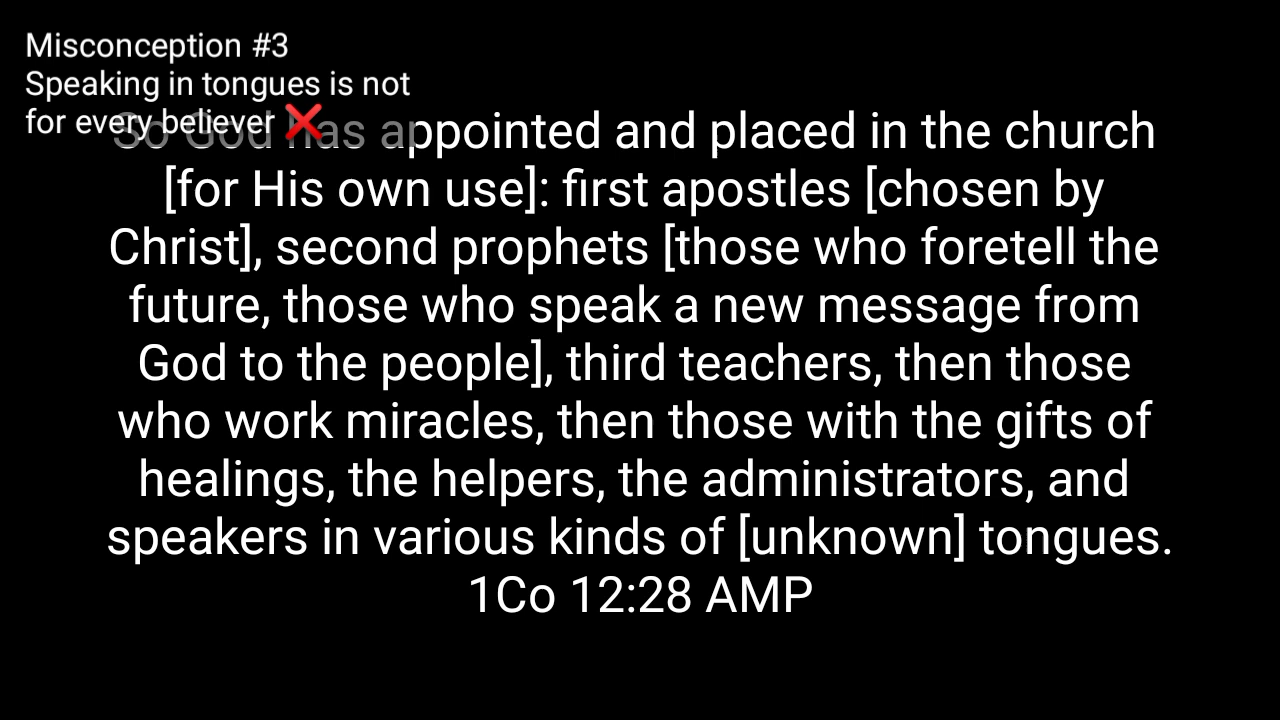 Misconception #3
Speaking in tongues is not
for every believer ❌
So God has appointed and placed in the church
[for His own use]: first apostles [chosen by
Christ], second prophets [those who foretell the
future, those who speak a new message from
God to the people], third teachers, then those
who work miracles, then those with the gifts of
healings, the helpers, the administrators, and
speakers in various kinds of [unknown] tongues.
1Co 12:28 AMP